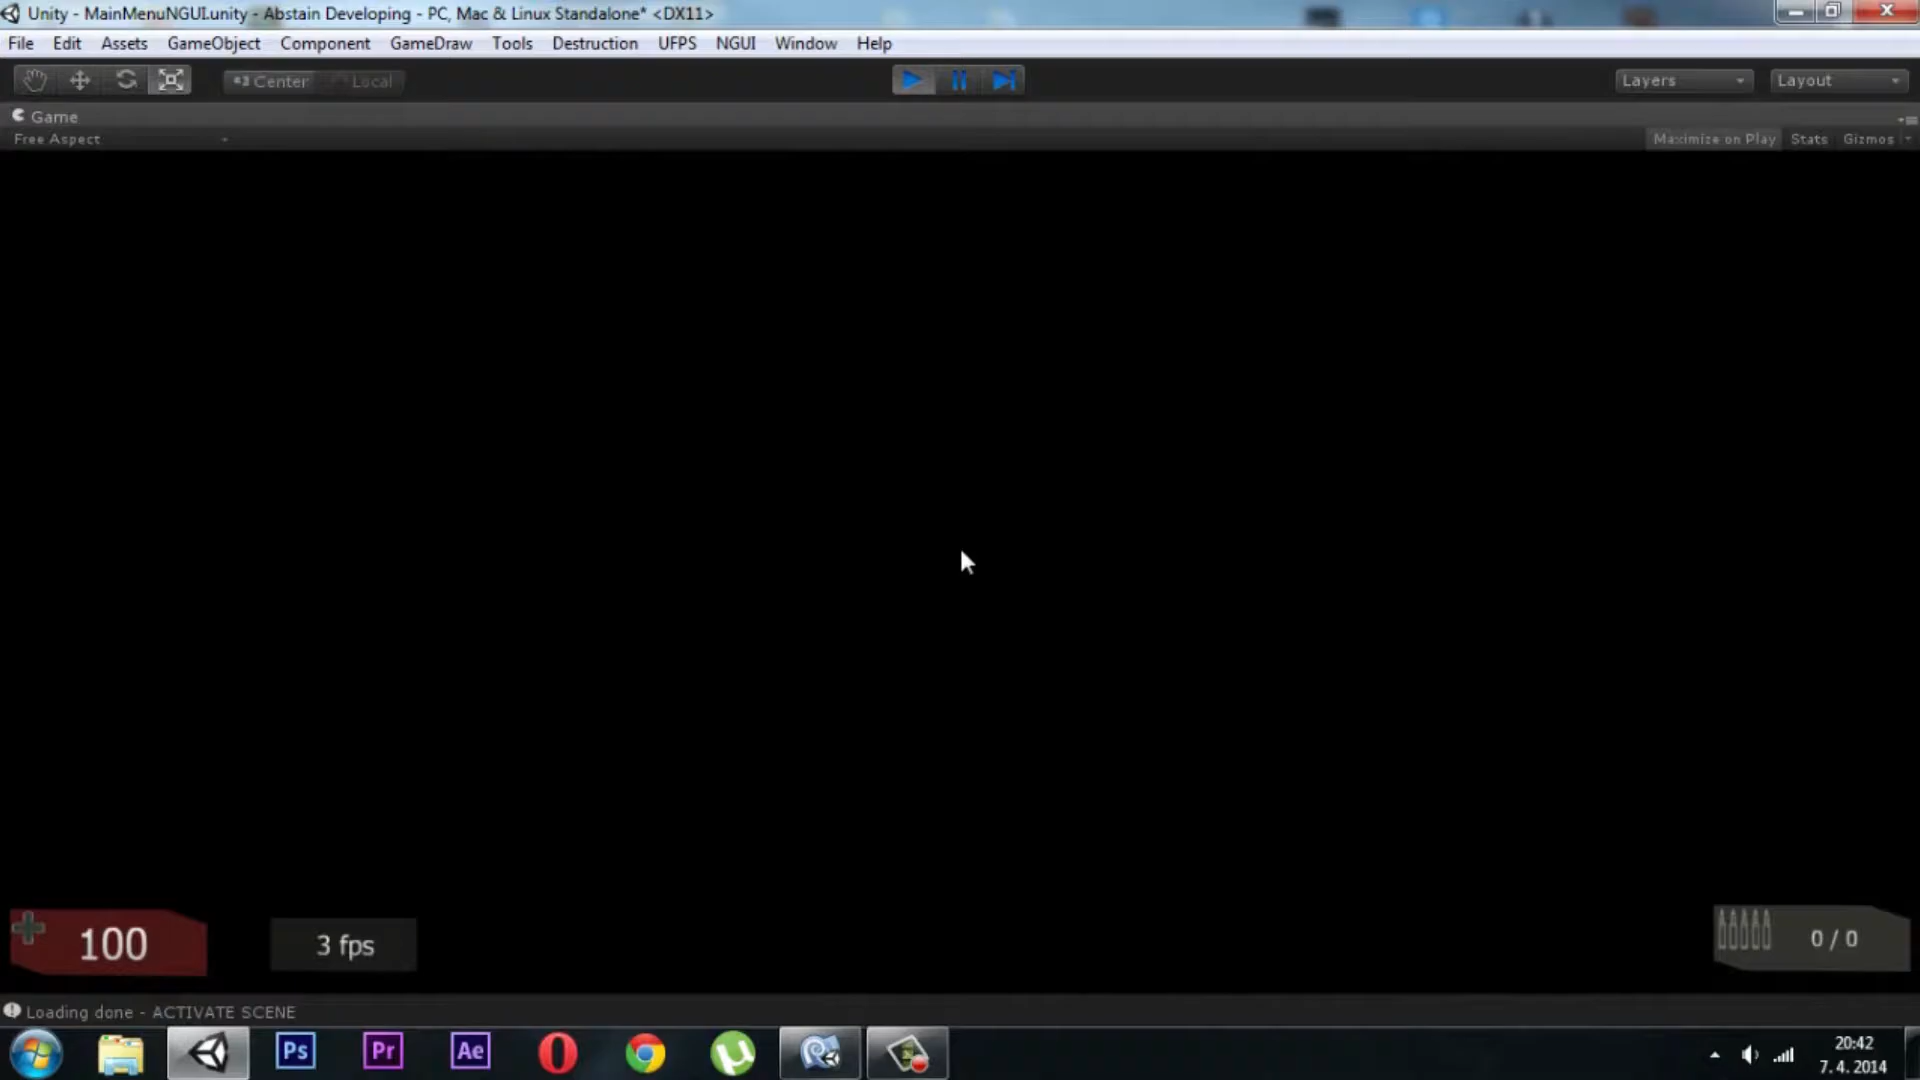 Unity - MainMenuNGUI.unity - Abstain Developing - PC, Mac & Linux Standalone* <DX11>
File Edit Assets GameObject Component GameDraw Tools Destruction UFPS NGUI Window Help
Center Local Layers Layout
Game
Free Aspect Maximize on Play Stats Gizmos
100 3 fps 0 / 0
Loading done - ACTIVATE SCENE
Ps Pr Ae
20:42
7. 4. 2014